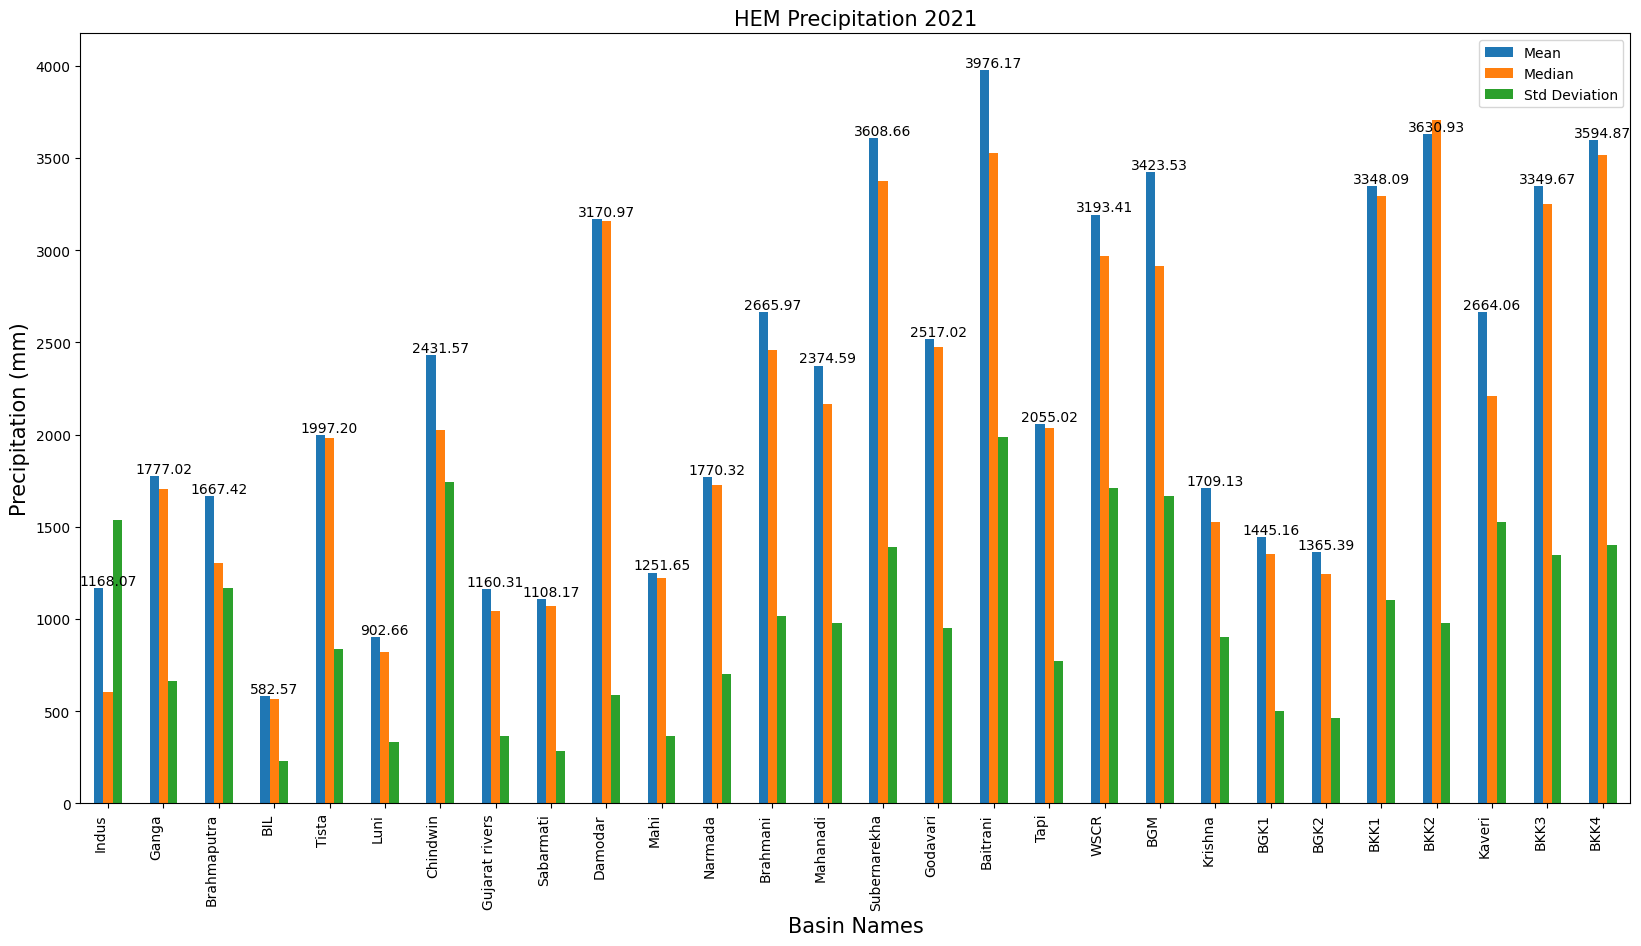 HEM Precipitation 2021
Precipitation (mm)
4000
3500
3000
2500
2000
1500
1000
500
0
Mean
Median
Std Deviation
1168.07
1777.02
1667.42
582.57
1997.20
902.66
2431.57
1160.31
1108.17
3170.97
1251.65
1770.32
2665.97
2374.59
3608.66
2517.02
3976.17
2055.02
3193.41
3423.53
1709.13
1445.16
1365.39
3348.09
3630.93
2664.06
3349.67
3594.87
Indus
Ganga
Brahmaputra
BIL
Tista
Luni
Chindwin
Gujarat rivers
Sabarmati
Damodar
Mahi
Narmada
Brahmani
Mahanadi
Subernarekha
Godavari
Baitrani
Tapi
WSCR
BGM
Krishna
BGK1
BGK2
BKK1
BKK2
Kaveri
BKK3
BKK4
Basin Names